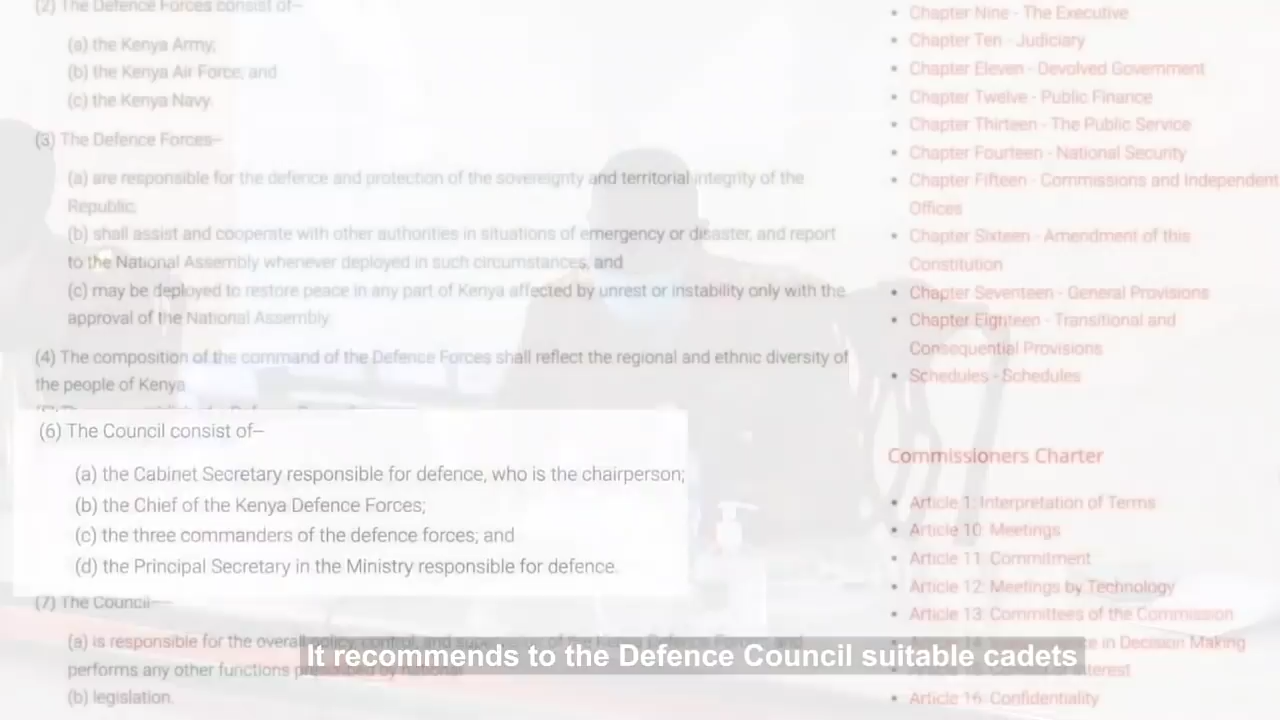 (2) The Defence Forces consist of–
(a) the Kenya Army;
(b) the Kenya Air Force; and
(c) the Kenya Navy.
(3) The Defence Forces–
(a) are responsible for the defence and protection of the sovereignty and territorial integrity of the
Republic;
(b) shall assist and cooperate with other authorities in situations of emergency or disaster, and report
to the National Assembly whenever deployed in such circumstances; and
(c) may be deployed to restore peace in any part of Kenya affected by unrest or instability only with the
approval of the National Assembly.
(4) The composition of the command of the Defence Forces shall reflect the regional and ethnic diversity of
the people of Kenya
(6) The Council consist of–
(a) the Cabinet Secretary responsible for defence, who is the chairperson;
(b) the Chief of the Kenya Defence Forces;
(c) the three commanders of the defence forces; and
(d) the Principal Secretary in the Ministry responsible for defence.
(7) The Council–
(a) is responsible for the overall policy, control, and
performs any other functions
(b) legislation.
Chapter Nine - The Executive
Chapter Ten - Judiciary
Chapter Eleven - Devolved Government
Chapter Twelve - Public Finance
Chapter Thirteen - The Public Service
Chapter Fourteen - National Security
Chapter Fifteen - Commissions and Independent
Offices
Chapter Sixteen - Amendment of this
Constitution
Chapter Seventeen - General Provisions
Chapter Eighteen - Transitional and
Consequential Provisions
Schedules - Schedules
Commissioners Charter
Article 1: Interpretation of Terms
Article 10: Meetings
Article 11: Commitment
Article 12: Meetings by Technology
Article 13: Committees of the Commission
in Decision Making
Article 16: Confidentiality
It recommends to the Defence Council suitable cadets